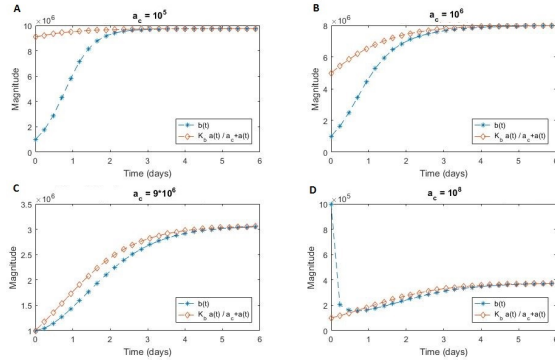 A
a_c = 10^5
× 10^6
10
8
6
4
2
0
Magnitude
0 1 2 3 4 5 6
Time (days)
b(t)
K_b a(t) / a_c+a(t)
B
a_c = 10^6
× 10^6
8
6
4
2
0
Magnitude
0 1 2 3 4 5 6
Time (days)
b(t)
K_b a(t) / a_c+a(t)
C
a_c = 9*10^6
× 10^6
3.5
3
2.5
2
1.5
1
Magnitude
0 1 2 3 4 5 6
Time (days)
b(t)
K_b a(t) / a_c+a(t)
D
a_c = 10^8
× 10^5
10
8
6
4
2
0
Magnitude
0 1 2 3 4 5 6
Time (days)
b(t)
K_b a(t) / a_c+a(t)